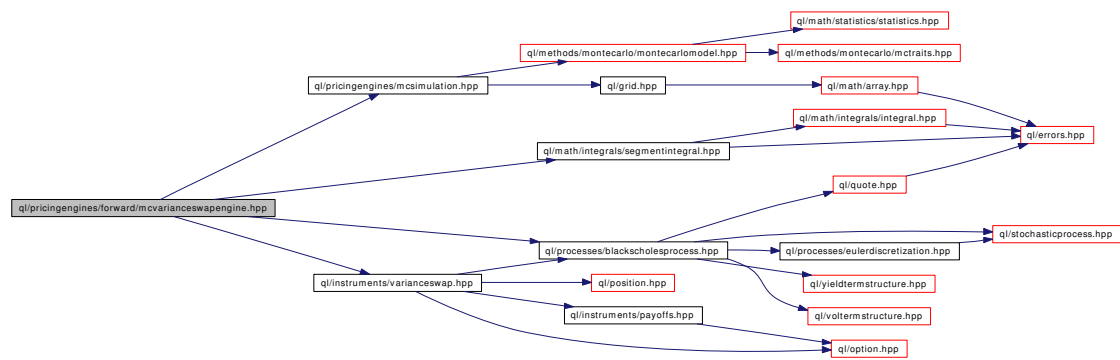 ql/math/statistics/statistics.hpp
ql/methods/montecarlo/montecarlomodel.hpp
ql/methods/montecarlo/mctraits.hpp
ql/pricingengines/mcsimulation.hpp
ql/grid.hpp
ql/math/array.hpp
ql/math/integrals/integral.hpp
ql/errors.hpp
ql/math/integrals/segmentintegral.hpp
ql/quote.hpp
ql/pricingengines/forward/mcvarianceswapengine.hpp
ql/stochasticprocess.hpp
ql/processes/blackscholesprocess.hpp
ql/processes/eulerdiscretization.hpp
ql/instruments/varianceswap.hpp
ql/position.hpp
ql/yieldtermstructure.hpp
ql/instruments/payoffs.hpp
ql/voltermstructure.hpp
ql/option.hpp